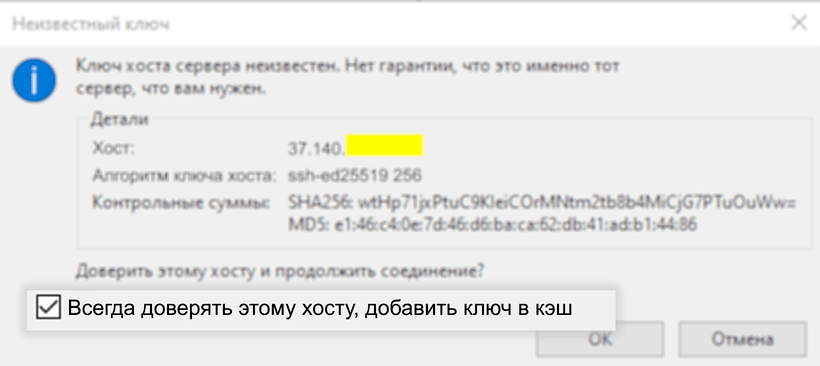 Неизвестный ключ
Ключ хоста сервера неизвестен. Нет гарантии, что это именно тот
сервер, что вам нужен.
Детали
Хост: 37.140.
Алгоритм ключа хоста: ssh-ed25519 256
Контрольные суммы: SHA256: wtHp71jxPtuC9KIeiCOrMNtm2tb8b4MiCjG7PTuOuWw=
MD5: e1:46:c4:0e:7d:46:d6:ba:ca:62:db:41:ad:b1:44:86
Доверить этому хосту и продолжить соединение?
Всегда доверять этому хосту, добавить ключ в кэш
OK Отмена